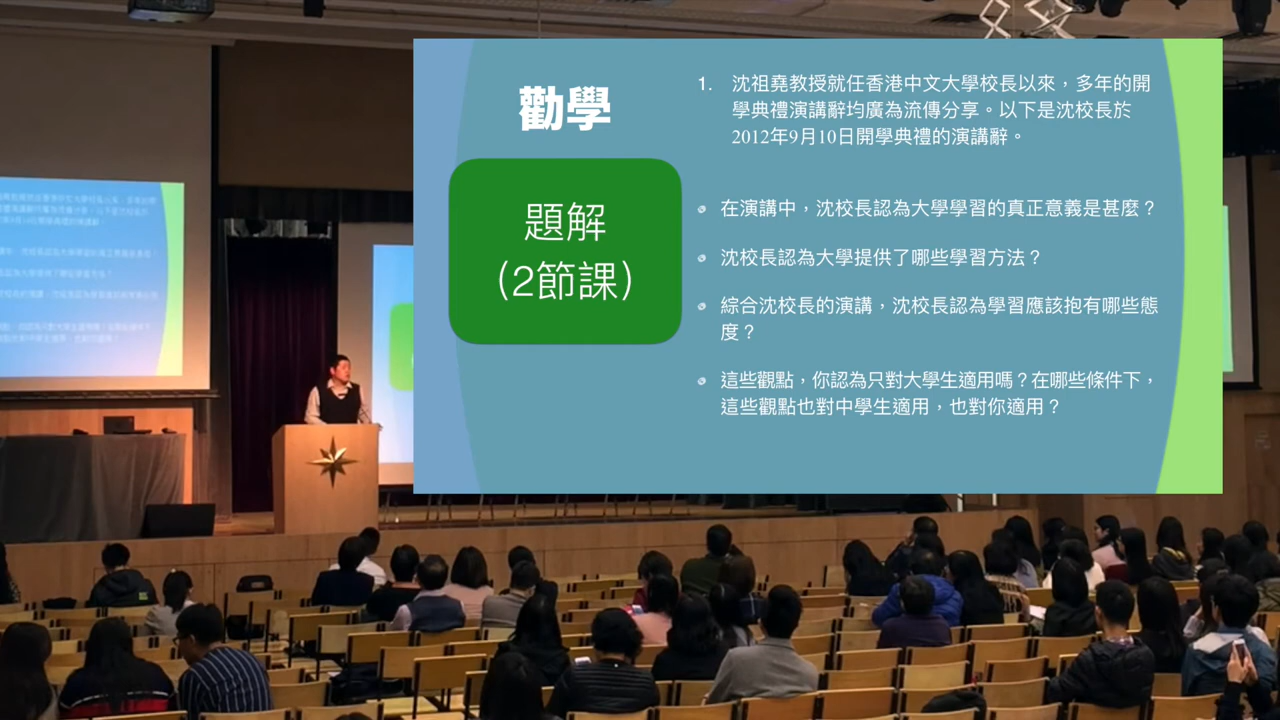 勸學
題解
(2節課)
1. 沈祖堯教授就任香港中文大學校長以來，多年的開
學典禮演講辭均廣為流傳分享。以下是沈校長於
2012年9月10日開學典禮的演講辭。
在演講中，沈校長認為大學學習的真正意義是甚麼？
沈校長認為大學提供了哪些學習方法？
綜合沈校長的演講，沈校長認為學習應該抱有哪些態
度？
這些觀點，你認為只對大學生適用嗎？在哪些條件下，
這些觀點也對中學生適用，也對你適用？